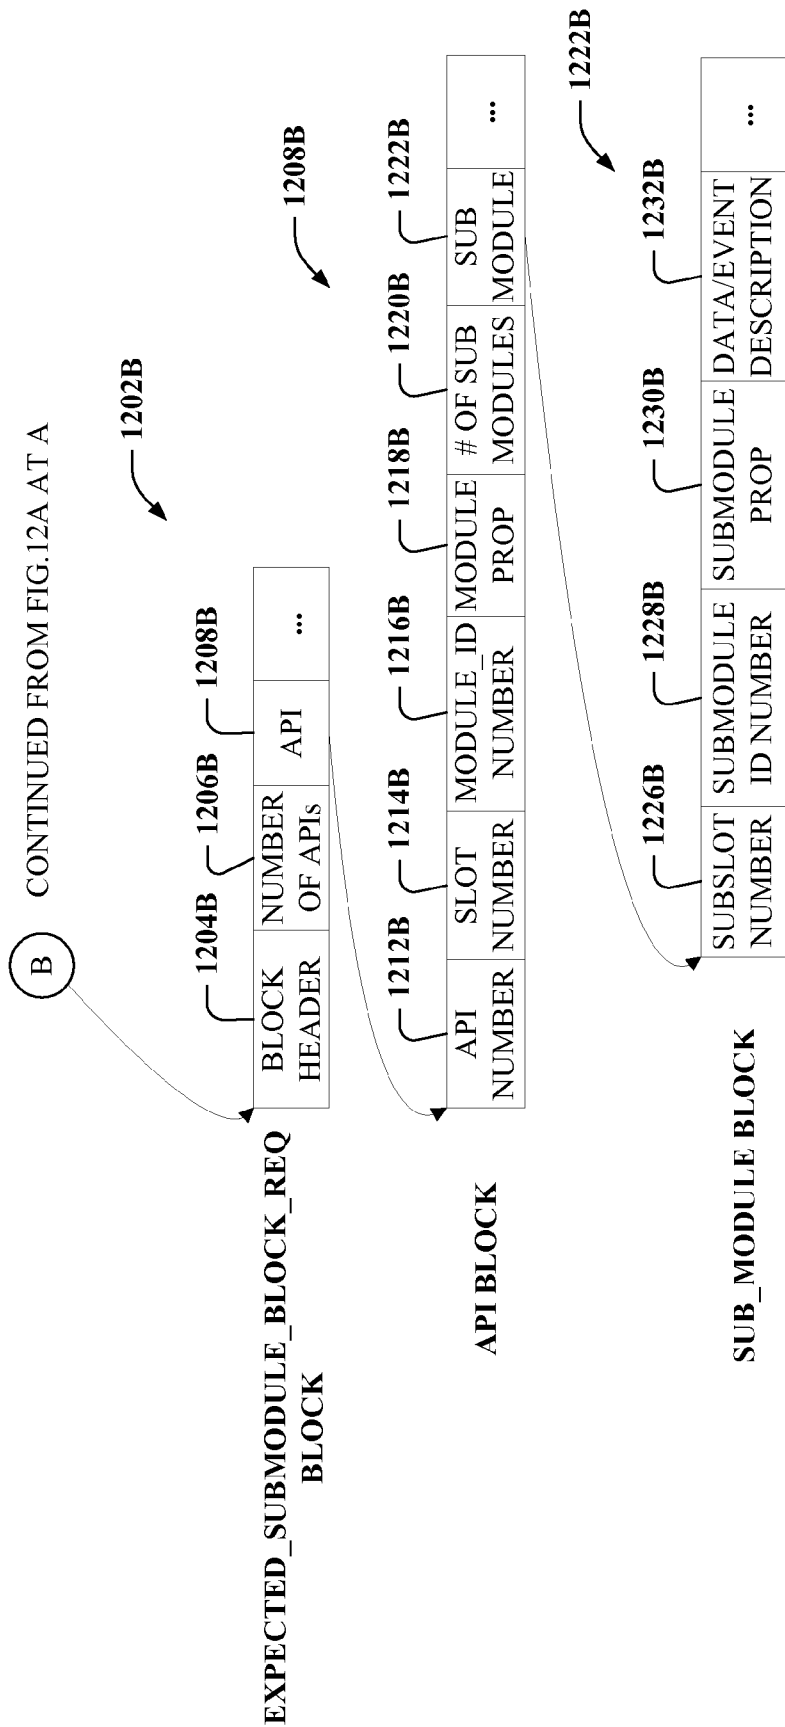 B
CONTINUED FROM FIG.12A AT A
1202B
1204B
1206B
1208B
BLOCK
HEADER
NUMBER
OF APIs
API
...
EXPECTED_SUBMODULE_BLOCK_REQ
BLOCK
1208B
1212B
1214B
1216B
1218B
1220B
1222B
API
NUMBER
SLOT
NUMBER
MODULE_ID
NUMBER
MODULE
PROP
# OF SUB
MODULES
SUB
MODULE
...
API BLOCK
1222B
1226B
1228B
1230B
1232B
SUBSLOT
NUMBER
SUBMODULE
ID NUMBER
SUBMODULE
PROP
DATA/EVENT
DESCRIPTION
...
SUB_MODULE BLOCK